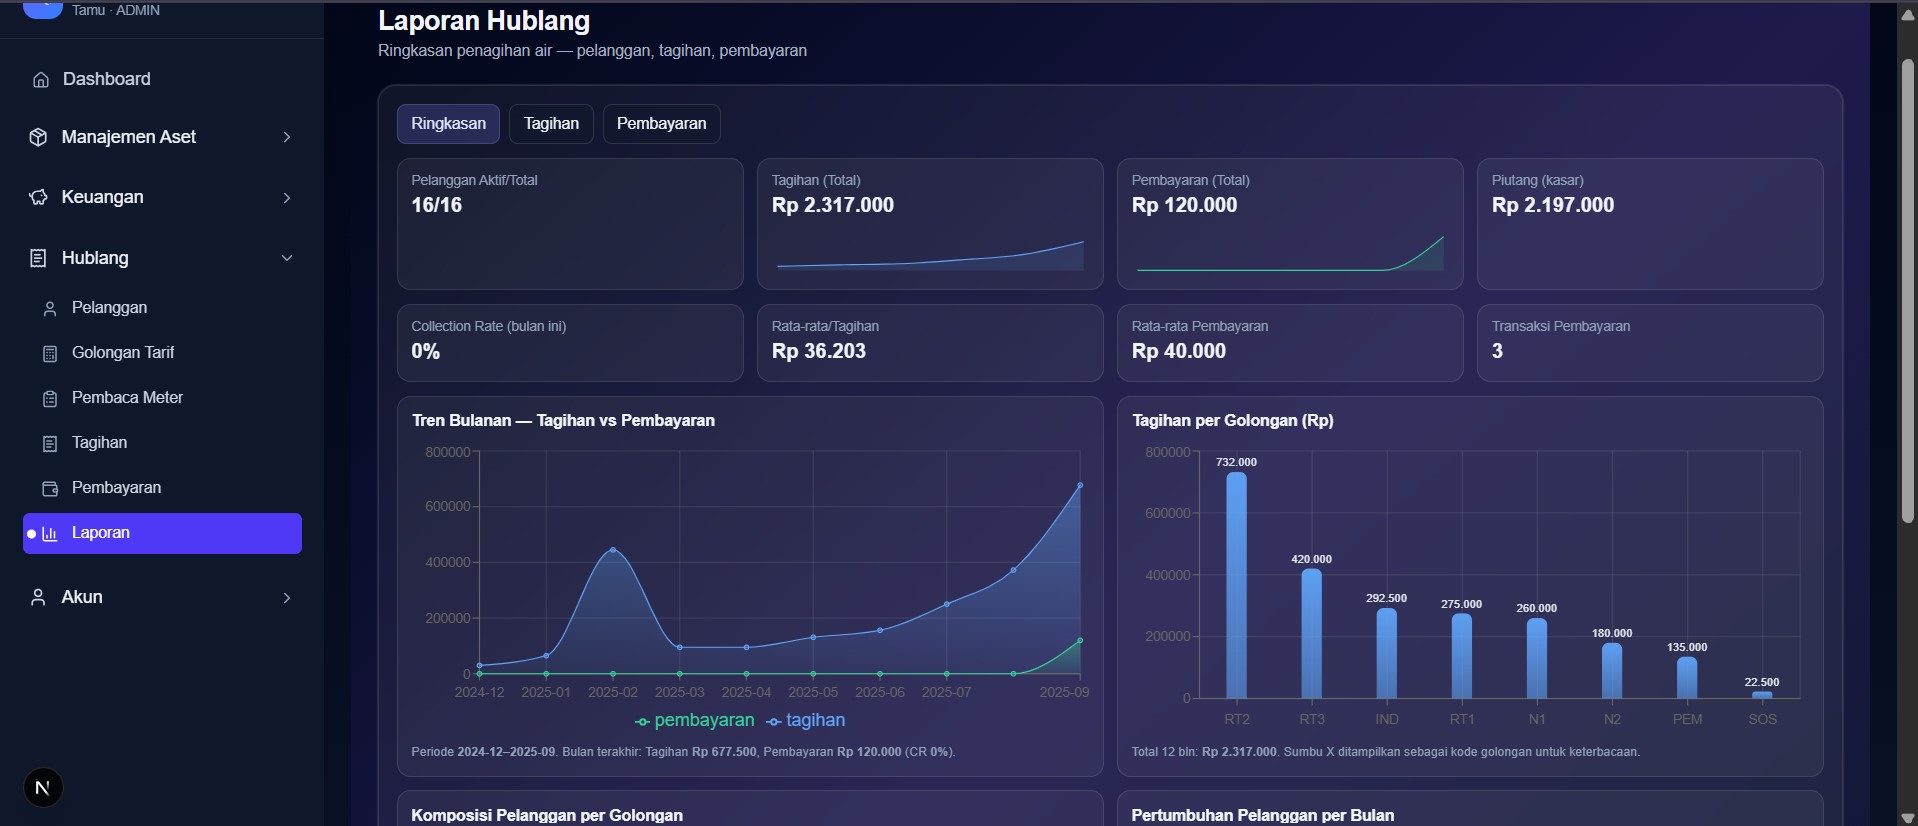 Tamu · ADMIN
Dashboard
Manajemen Aset
Keuangan
Hublang
Pelanggan
Golongan Tarif
Pembaca Meter
Tagihan
Pembayaran
Laporan
Akun
N
Laporan Hublang
Ringkasan penagihan air — pelanggan, tagihan, pembayaran
Ringkasan Tagihan Pembayaran
Pelanggan Aktif/Total
16/16
Tagihan (Total)
Rp 2.317.000
Pembayaran (Total)
Rp 120.000
Piutang (kasar)
Rp 2.197.000
Collection Rate (bulan ini)
0%
Rata-rata/Tagihan
Rp 36.203
Rata-rata Pembayaran
Rp 40.000
Transaksi Pembayaran
3
Tren Bulanan — Tagihan vs Pembayaran
800000
600000
400000
200000
0
2024-12 2025-01 2025-02 2025-03 2025-04 2025-05 2025-06 2025-07 2025-09
pembayaran tagihan
Periode 2024-12–2025-09. Bulan terakhir: Tagihan Rp 677.500, Pembayaran Rp 120.000 (CR 0%).
Tagihan per Golongan (Rp)
800000
600000
400000
200000
0
732.000
420.000
292.500
275.000
260.000
180.000
135.000
22.500
RT2 RT3 IND RT1 N1 N2 PEM SOS
Total 12 bln: Rp 2.317.000. Sumbu X ditampilkan sebagai kode golongan untuk keterbacaan.
Komposisi Pelanggan per Golongan
Pertumbuhan Pelanggan per Bulan